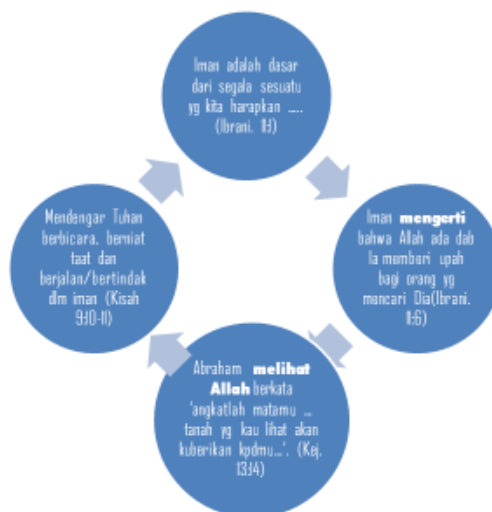 Iman adalah dasar
dari segala sesuatu
yg kita harapkan .....
(Ibrani. 11:1)
Iman mengerti
bahwa Allah ada dab
Ia memberi upah
bagi orang yg
mencari Dia(Ibrani.
11:6)
Abraham melihat
Allah berkata
'angkatlah matamu ...
tanah yg kau lihat akan
kuberikan kpdmu...'. (Kej.
13:14)
Mendengar Tuhan
berbicara, berniat
taat dan
berjalan/bertindak
dlm iman (Kisah
9:10-11)